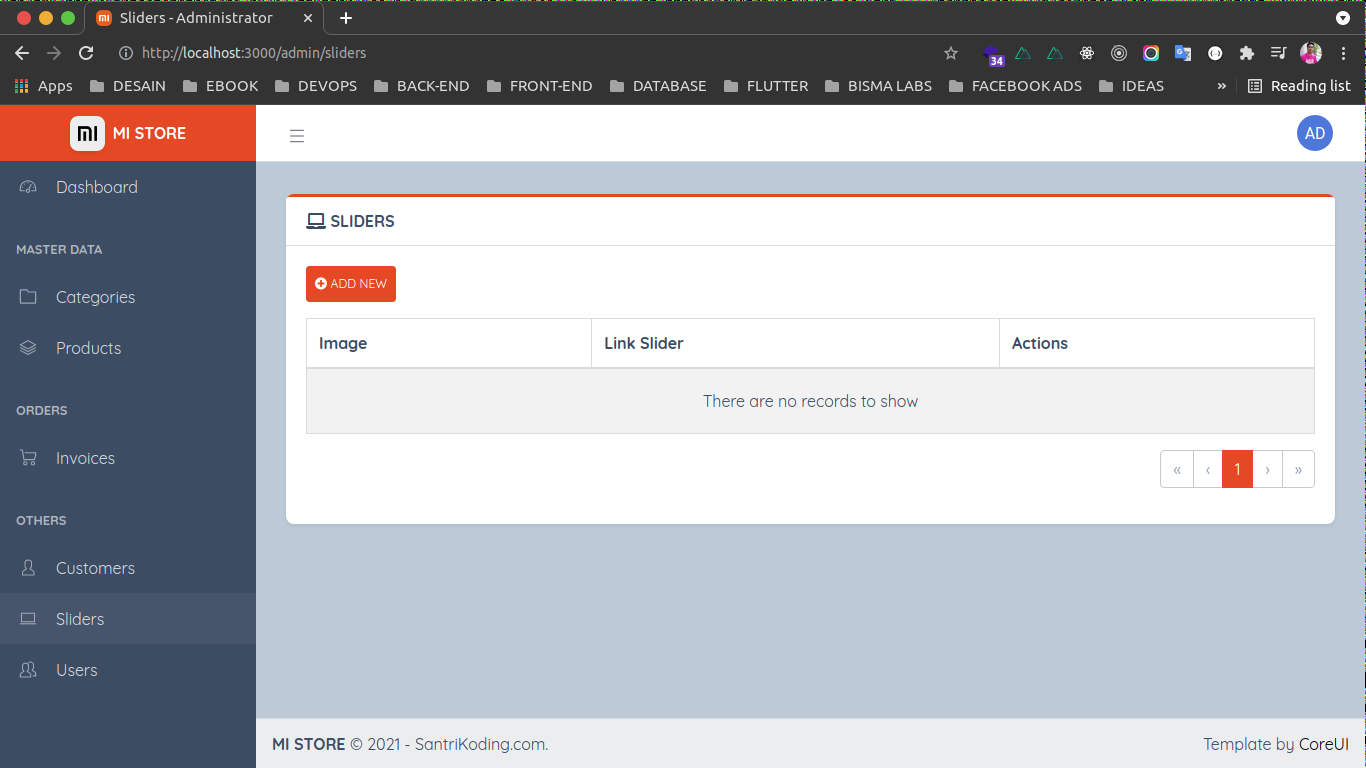 Sliders - Administrator
http://localhost:3000/admin/sliders
34
Apps DESAIN EBOOK DEVOPS BACK-END FRONT-END DATABASE FLUTTER BISMA LABS FACEBOOK ADS IDEAS » Reading list
MI STORE
AD
Dashboard
MASTER DATA
Categories
Products
ORDERS
Invoices
OTHERS
Customers
Sliders
Users
SLIDERS
ADD NEW
Image Link Slider Actions
There are no records to show
« ‹ 1 › »
MI STORE © 2021 - SantriKoding.com.
Template by CoreUI